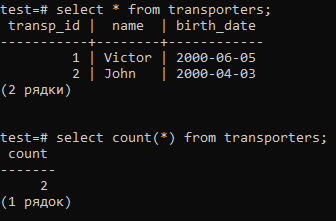 test=# select * from transporters;
transp_id | name | birth_date
-----------+--------+------------
1 | Victor | 2000-06-05
2 | John | 2000-04-03
(2 рядки)
test=# select count(*) from transporters;
count
-------
2
(1 рядок)